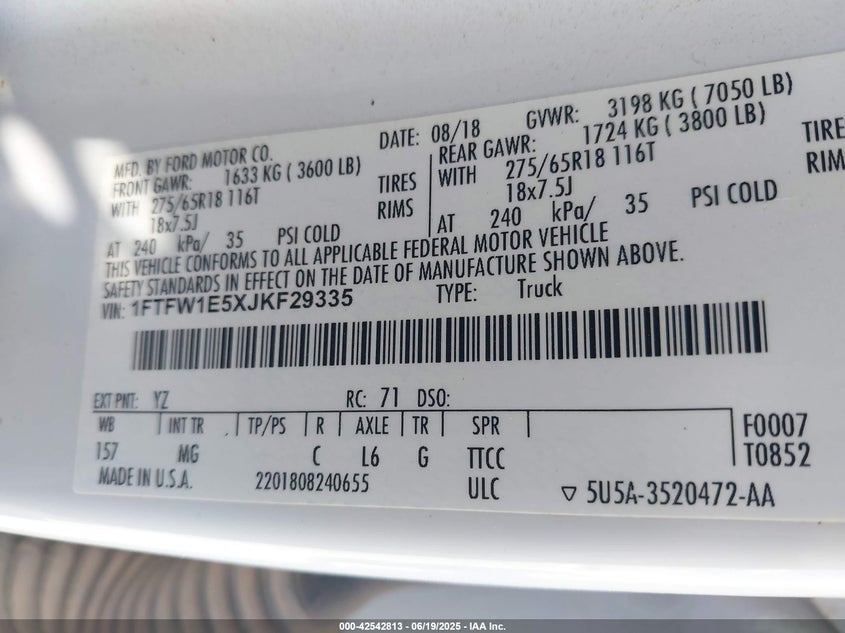 MFD. BY FORD MOTOR CO.
DATE: 08/18
GVWR: 3198 KG ( 7050 LB)
FRONT GAWR: 1633 KG ( 3600 LB)
WITH 275/65R18 116T TIRES
18x7.5J RIMS
AT 240 kPa/ 35 PSI COLD
REAR GAWR: 1724 KG ( 3800 LB)
WITH 275/65R18 116T TIRE
18x7.5J RIM
AT 240 kPa/ 35 PSI COLD
THIS VEHICLE CONFORMS TO ALL APPLICABLE FEDERAL MOTOR VEHICLE
SAFETY STANDARDS IN EFFECT ON THE DATE OF MANUFACTURE SHOWN ABOVE.
VIN: 1FTFW1E5XJKF29335 TYPE: Truck
EXT PNT: YZ RC: 71 DSO:
WB INT TR TP/PS R AXLE TR SPR F0007
157 MG C L6 G TTCC T0852
MADE IN U.S.A. 2201808240655 ULC ▽ 5U5A-3520472-AA
000-42542813 - 06/19/2025 - IAA Inc.